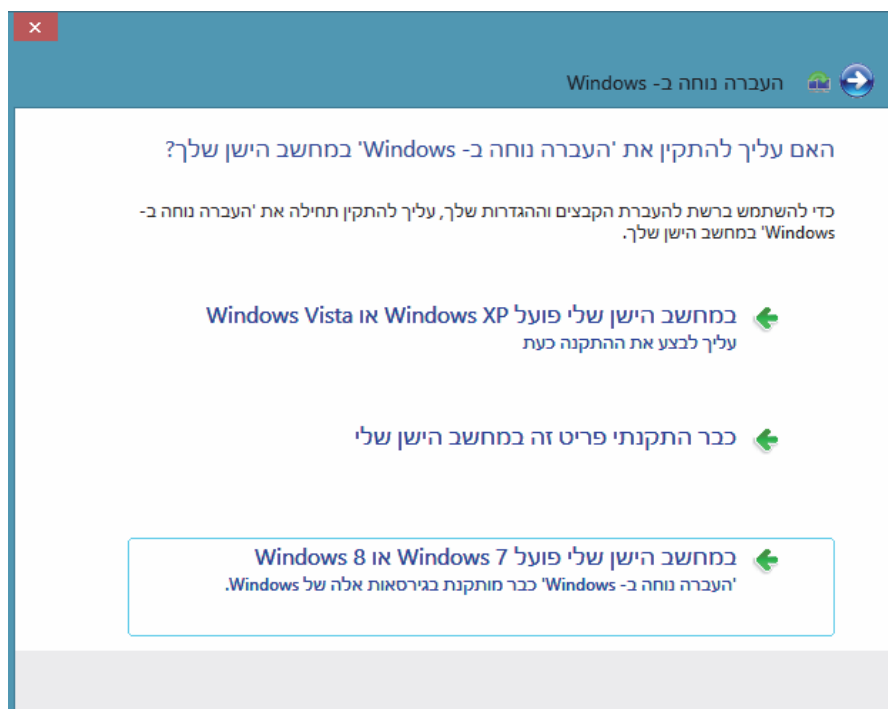 העברה נוחה ב- Windows
האם עליך להתקין את 'העברה נוחה ב- Windows' במחשב הישן שלך?
כדי להשתמש ברשת להעברת הקבצים וההגדרות שלך, עליך להתקין תחילה את 'העברה נוחה ב-
Windows' במחשב הישן שלך.
במחשב הישן שלי פועל Windows XP או Windows Vista
עליך לבצע את ההתקנה כעת
כבר התקנתי פריט זה במחשב הישן שלי
במחשב הישן שלי פועל Windows 7 או Windows 8
'העברה נוחה ב- Windows' כבר מותקנת בגירסאות אלה של Windows.